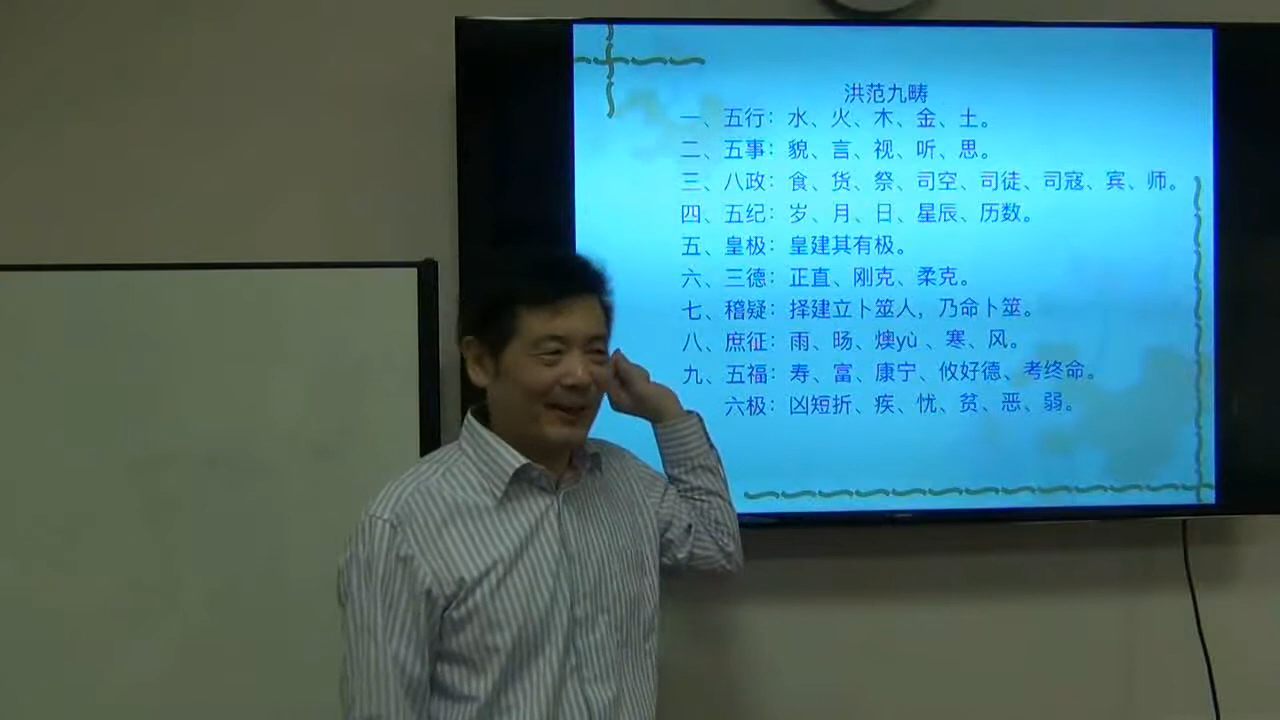 洪范九畴
一、五行：水、火、木、金、土。
二、五事：貌、言、视、听、思。
三、八政：食、货、祭、司空、司徒、司寇、宾、师。
四、五纪：岁、月、日、星辰、历数。
五、皇极：皇建其有极。
六、三德：正直、刚克、柔克。
七、稽疑：择建立卜筮人，乃命卜筮。
八、庶征：雨、旸、燠yù 、寒、风。
九、五福：寿、富、康宁、攸好德、考终命。
六极：凶短折、疾、忧、贫、恶、弱。